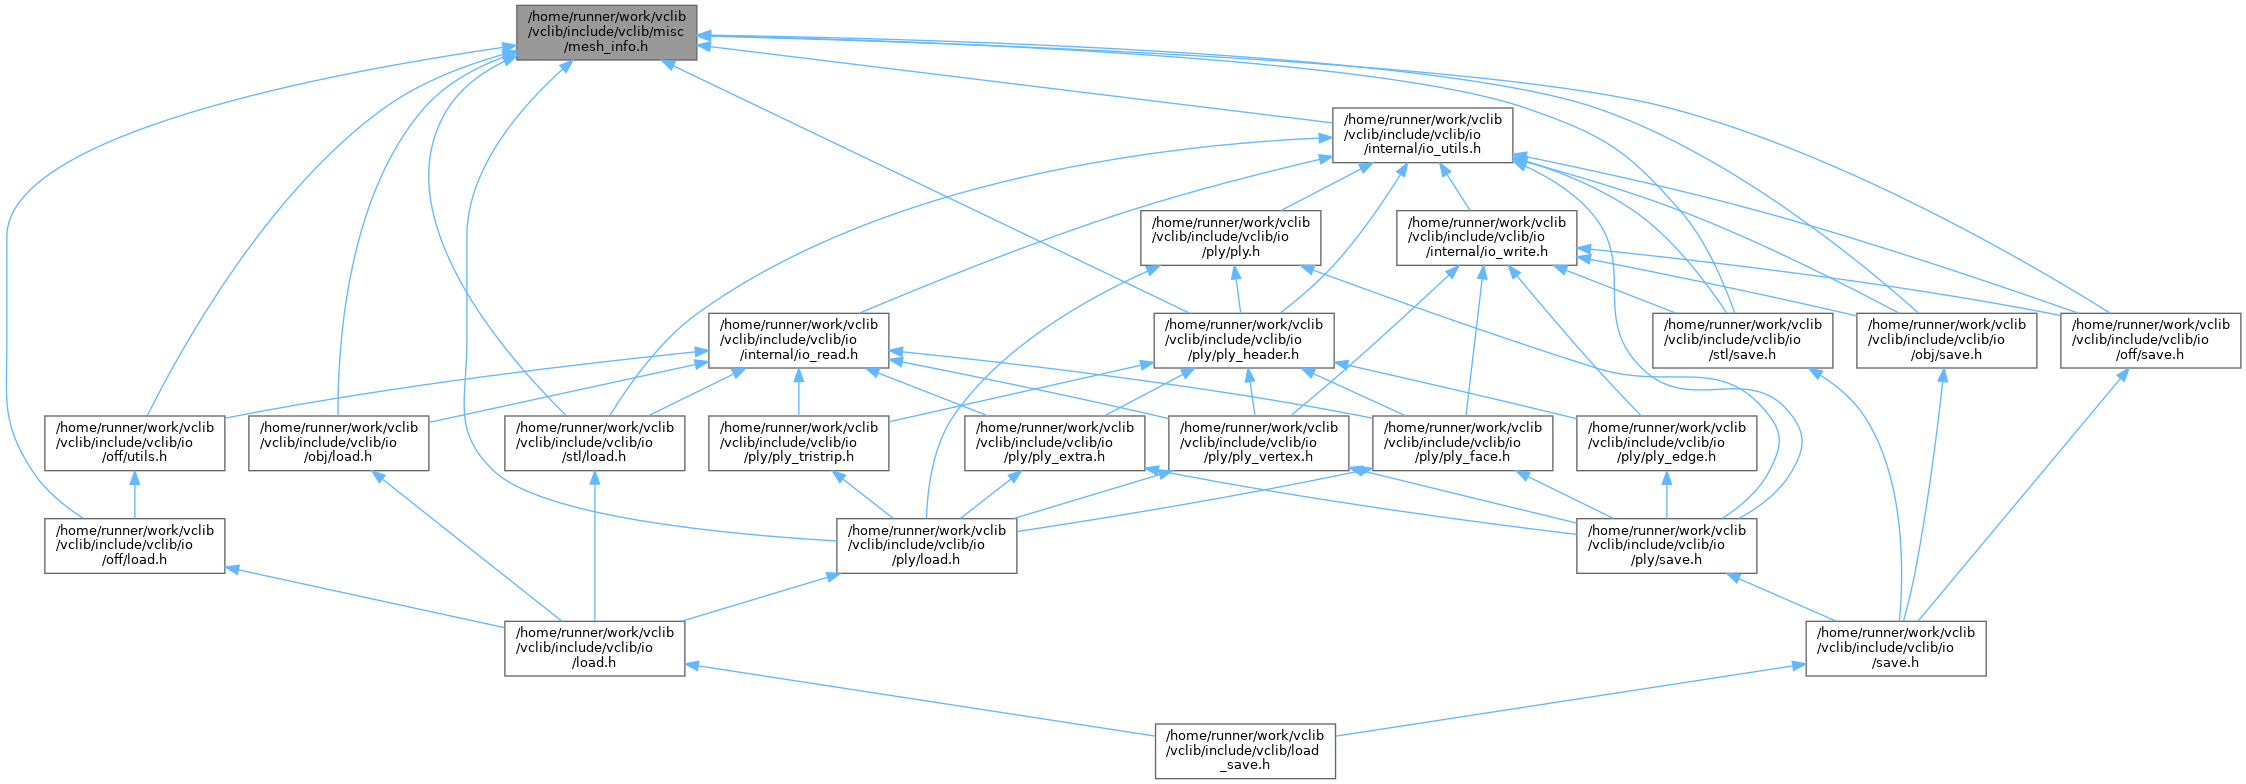 /home/runner/work/vclib
/vclib/include/vclib/misc
/mesh_info.h
/home/runner/work/vclib
/vclib/include/vclib/io
/internal/io_utils.h
/home/runner/work/vclib
/vclib/include/vclib/io
/ply/ply.h
/home/runner/work/vclib
/vclib/include/vclib/io
/internal/io_write.h
/home/runner/work/vclib
/vclib/include/vclib/io
/internal/io_read.h
/home/runner/work/vclib
/vclib/include/vclib/io
/ply/ply_header.h
/home/runner/work/vclib
/vclib/include/vclib/io
/stl/save.h
/home/runner/work/vclib
/vclib/include/vclib/io
/obj/save.h
/home/runner/work/vclib
/vclib/include/vclib/io
/off/save.h
/home/runner/work/vclib
/vclib/include/vclib/io
/off/utils.h
/home/runner/work/vclib
/vclib/include/vclib/io
/obj/load.h
/home/runner/work/vclib
/vclib/include/vclib/io
/stl/load.h
/home/runner/work/vclib
/vclib/include/vclib/io
/ply/ply_tristrip.h
/home/runner/work/vclib
/vclib/include/vclib/io
/ply/ply_extra.h
/home/runner/work/vclib
/vclib/include/vclib/io
/ply/ply_vertex.h
/home/runner/work/vclib
/vclib/include/vclib/io
/ply/ply_face.h
/home/runner/work/vclib
/vclib/include/vclib/io
/ply/ply_edge.h
/home/runner/work/vclib
/vclib/include/vclib/io
/off/load.h
/home/runner/work/vclib
/vclib/include/vclib/io
/ply/load.h
/home/runner/work/vclib
/vclib/include/vclib/io
/ply/save.h
/home/runner/work/vclib
/vclib/include/vclib/io
/load.h
/home/runner/work/vclib
/vclib/include/vclib/io
/save.h
/home/runner/work/vclib
/vclib/include/vclib/load
_save.h